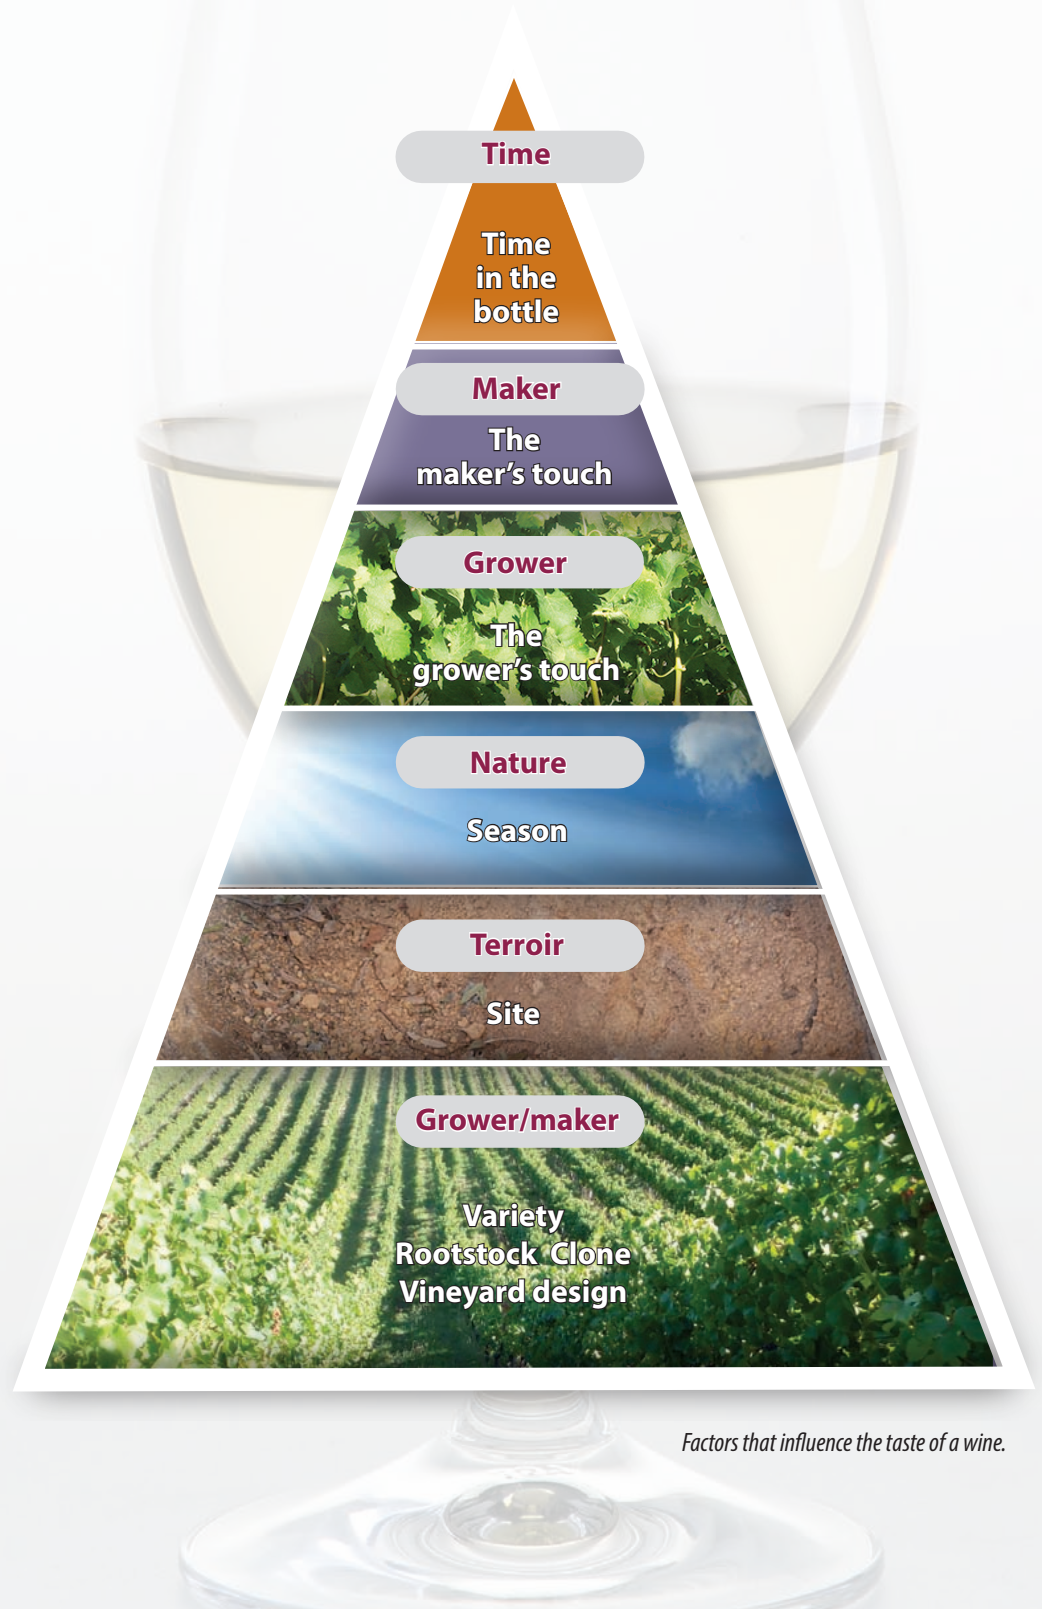 Time
Time
in the
bottle
Maker
The
maker's touch
Grower
The
grower's touch
Nature
Season
Terroir
Site
Grower/maker
Variety
Rootstock Clone
Vineyard design
Factors that influence the taste of a wine.